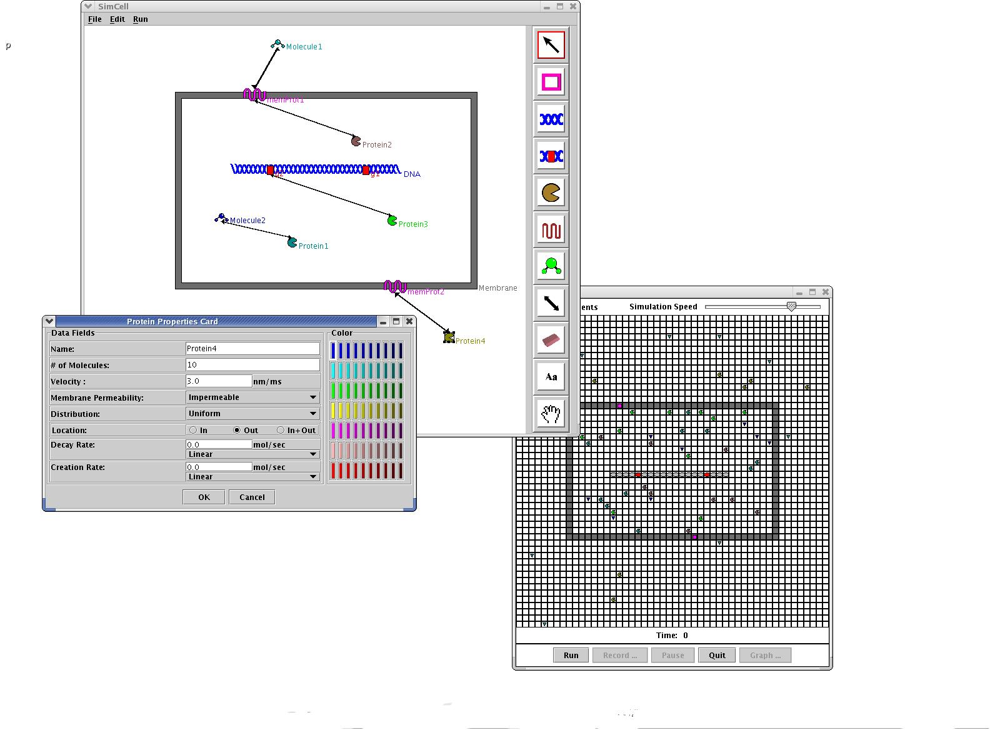 SimCell
File Edit Run
P
Molecule1
memProt1
Protein2
g2 g1 DNA
Molecule2
Protein3
Protein1
Membrane
memProt2
Protein4
Aa
Protein Properties Card
Data Fields
Color
Name: Protein4
# of Molecules: 10
Velocity : 3.0 nm/ms
Membrane Permeability: Impermeable
Distribution: Uniform
Location: In Out In+Out
Decay Rate: 0.0 mol/sec
Linear
Creation Rate: 0.0 mol/sec
Linear
OK Cancel
ents Simulation Speed
Time: 0
Run Record ... Pause Quit Graph ...